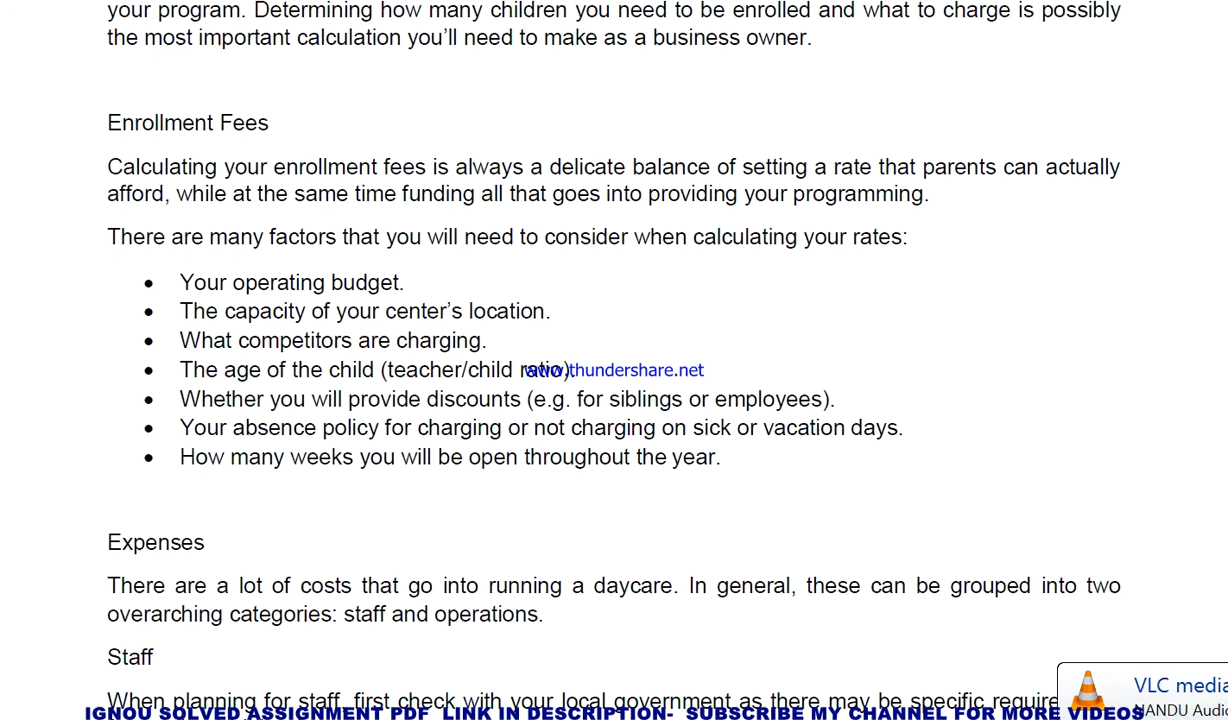 your program. Determining how many children you need to be enrolled and what to charge is possibly
the most important calculation you'll need to make as a business owner.
Enrollment Fees
Calculating your enrollment fees is always a delicate balance of setting a rate that parents can actually
afford, while at the same time funding all that goes into providing your programming.
There are many factors that you will need to consider when calculating your rates:
• Your operating budget.
• The capacity of your center's location.
• What competitors are charging.
• The age of the child (teacher/child ratio).
www.thundershare.net
• Whether you will provide discounts (e.g. for siblings or employees).
• Your absence policy for charging or not charging on sick or vacation days.
• How many weeks you will be open throughout the year.
Expenses
There are a lot of costs that go into running a daycare. In general, these can be grouped into two
overarching categories: staff and operations.
Staff
When planning for staff, first check with your local government as there may be specific require
VLC media
NANDU Audi
IGNOU SOLVED ASSIGNMENT PDF LINK IN DESCRIPTION- SUBSCRIBE MY CHANNEL FOR MORE VIDEOS